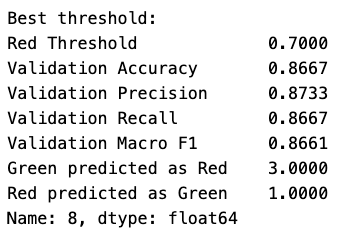 Best threshold:
Red Threshold 0.7000
Validation Accuracy 0.8667
Validation Precision 0.8733
Validation Recall 0.8667
Validation Macro F1 0.8661
Green predicted as Red 3.0000
Red predicted as Green 1.0000
Name: 8, dtype: float64